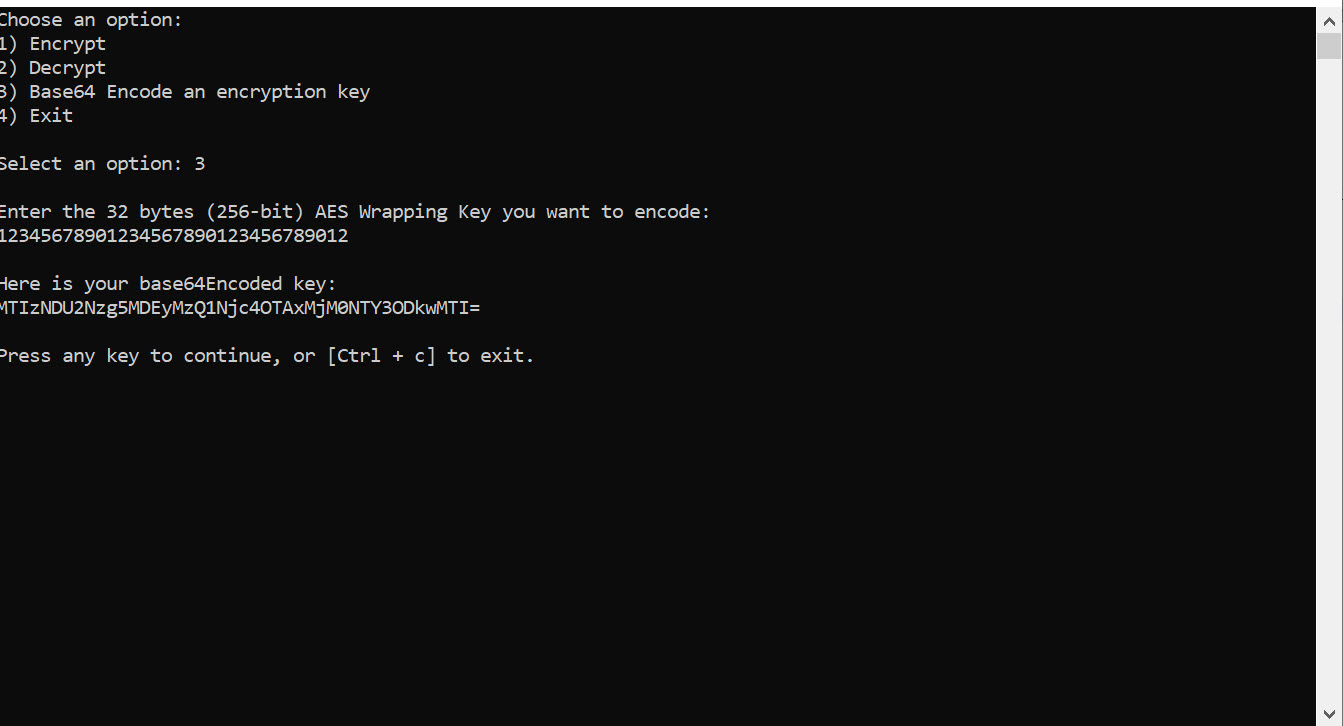 Choose an option:
1) Encrypt
2) Decrypt
3) Base64 Encode an encryption key
4) Exit
Select an option: 3
Enter the 32 bytes (256-bit) AES Wrapping Key you want to encode:
12345678901234567890123456789012
Here is your base64Encoded key:
MTIzNDU2Nzg5MDEyMzQ1Njc4OTAxMjM0NTY3ODkwMTI=
Press any key to continue, or [Ctrl + c] to exit.